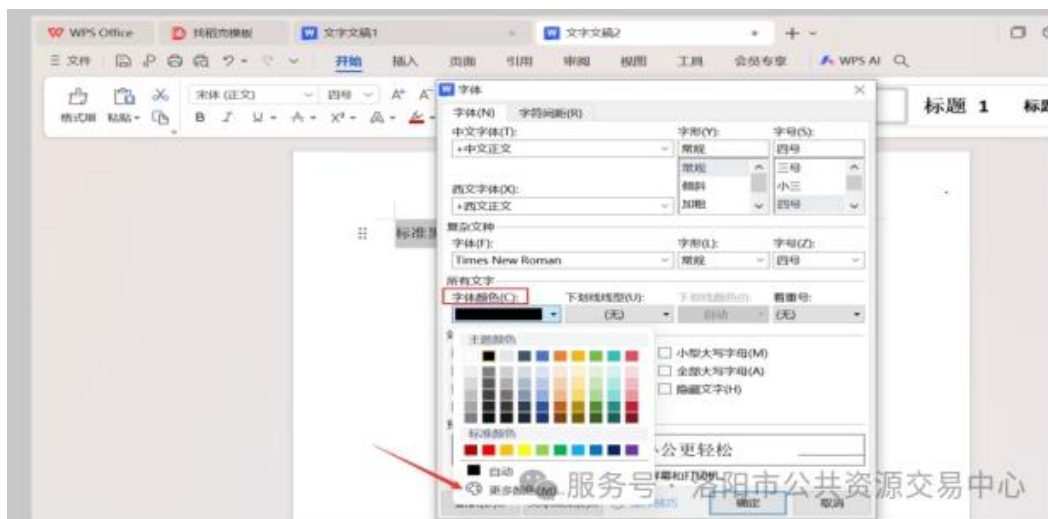 WPS Office 找稻壳模板 文字文稿1 文字文稿2
文件 开始 插入 页面 引用 审阅 视图 工具 会员专享 WPS AI
格式刷 粘贴 宋体 (正文) 四号 标题 1 标题
字体
字体(N) 字符间距(R)
中文字体(T): 字形(Y): 字号(S):
+中文正文 常规 四号
常规 三号
倾斜 小三
加粗 四号
西文字体(X):
+西文正文
复杂文种
字体(F): 字形(L): 字号(Z):
Times New Roman 常规 四号
所有文字
字体颜色(C): 下划线线型(U): 下划线颜色(I): 着重号:
(无) 自动 (无)
标准
主题颜色
小型大写字母(M)
全部大写字母(A)
隐藏文字(H)
标准颜色
公更轻松
自动
更多颜色(M)...
服务号 · 洛阳市公共资源交易中心
确定 取消